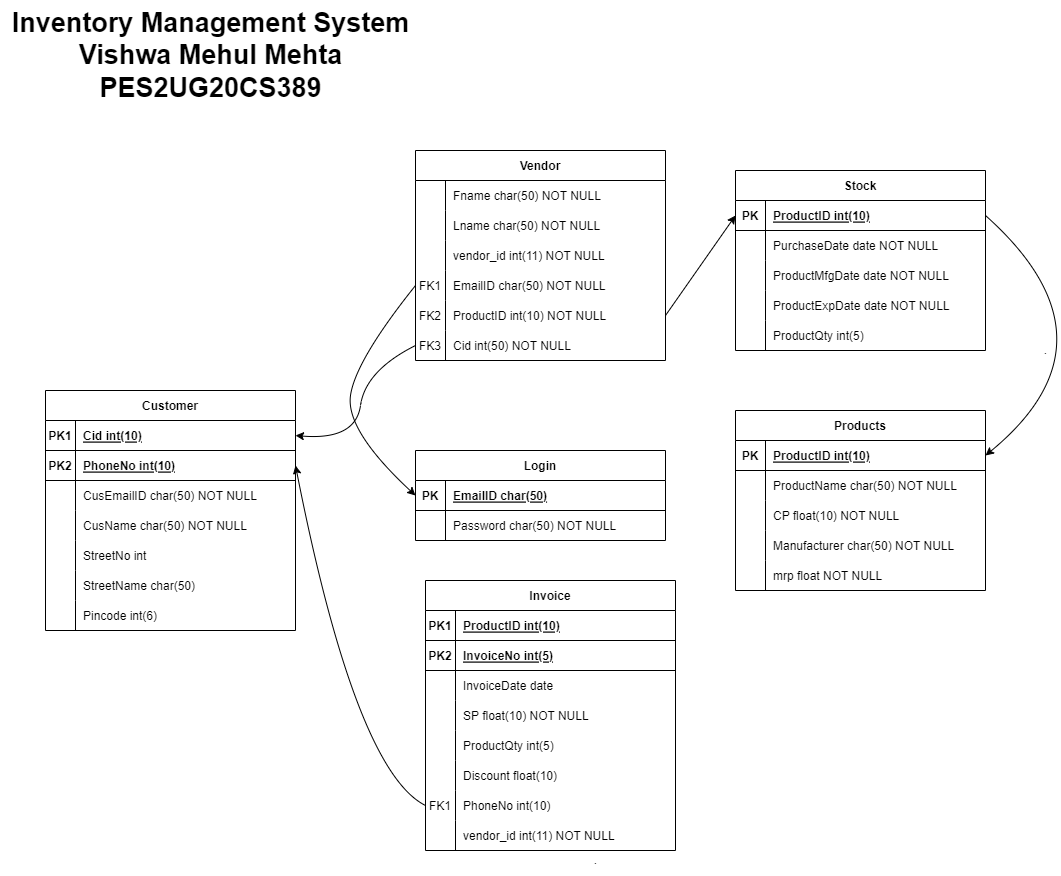 Inventory Management System
Vishwa Mehul Mehta
PES2UG20CS389
Vendor
Fname char(50) NOT NULL
Lname char(50) NOT NULL
vendor_id int(11) NOT NULL
FK1 EmailID char(50) NOT NULL
FK2 ProductID int(10) NOT NULL
FK3 Cid int(50) NOT NULL
Stock
PK ProductID int(10)
PurchaseDate date NOT NULL
ProductMfgDate date NOT NULL
ProductExpDate date NOT NULL
ProductQty int(5)
Customer
PK1 Cid int(10)
PK2 PhoneNo int(10)
CusEmailID char(50) NOT NULL
CusName char(50) NOT NULL
StreetNo int
StreetName char(50)
Pincode int(6)
Login
PK EmailID char(50)
Password char(50) NOT NULL
Products
PK ProductID int(10)
ProductName char(50) NOT NULL
CP float(10) NOT NULL
Manufacturer char(50) NOT NULL
mrp float NOT NULL
Invoice
PK1 ProductID int(10)
PK2 InvoiceNo int(5)
InvoiceDate date
SP float(10) NOT NULL
ProductQty int(5)
Discount float(10)
FK1 PhoneNo int(10)
vendor_id int(11) NOT NULL